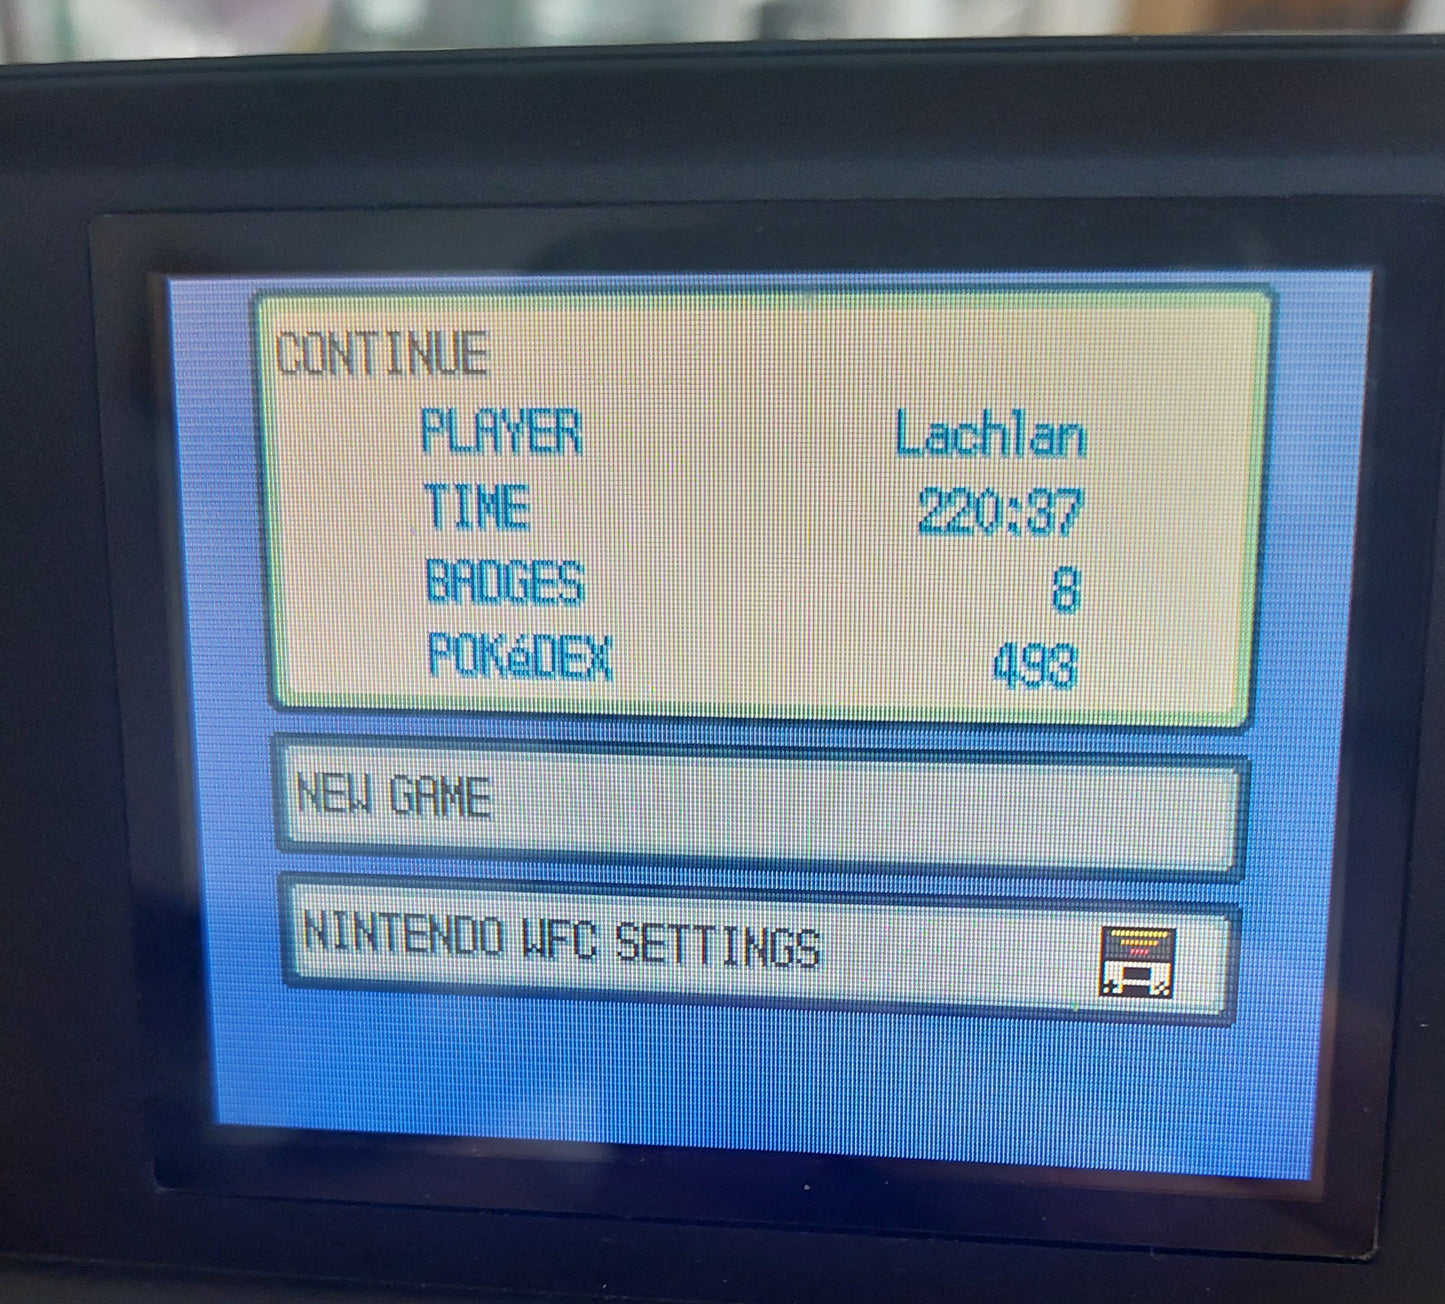 CONTINUE
PLAYER Lachlan
TIME 220:37
BADGES 8
POKéDEX 493
NEW GAME
NINTENDO WFC SETTINGS